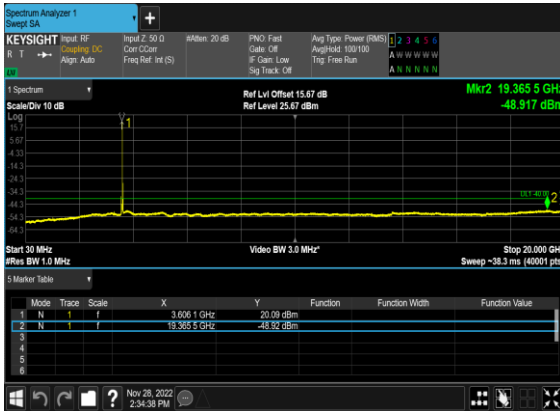 Spectrum Analyzer 1
Swept SA
KEYSIGHT Input: RF Input Z: 50 Ω #Atten: 20 dB PNO: Fast Avg Type: Power (RMS) 1 2 3 4 5 6
R T Coupling: DC Corr CCorr Gate: Off Avg|Hold: 100/100 A W W W W W
Align: Auto Freq Ref: Int (S) IF Gain: Low Trig: Free Run
Sig Track: Off A N N N N N
1 Spectrum
Ref Lvl Offset 15.67 dB Mkr2 19.365 5 GHz
Scale/Div 10 dB Ref Level 25.67 dBm -48.917 dBm
Log
1
15.7
5.67
-4.33
-14.3
-24.3
-34.3
DL1 -40.00
2
-44.3
-54.3
-64.3
Start 30 MHz Video BW 3.0 MHz* Stop 20.000 GHz
#Res BW 1.0 MHz Sweep ~38.3 ms (40001 pts)
5 Marker Table
Mode Trace Scale X Y Function Function Width Function Value
1 N 1 f 3.606 1 GHz 20.09 dBm
2 N 1 f 19.365 5 GHz -48.92 dBm
3
4
5
6
? Nov 28, 2022
2:34:38 PM